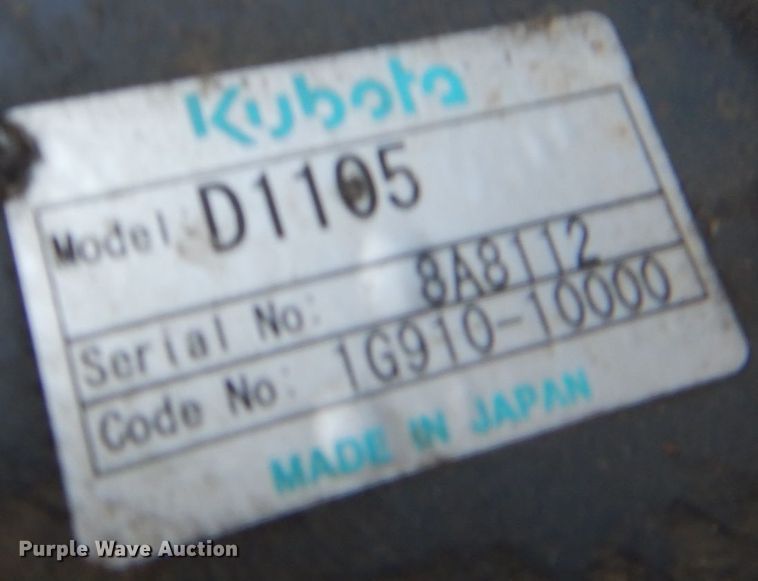 Kubota
Model D1105
Serial No: 8A8112
Code No: 1G910-10000
MADE IN JAPAN
Purple Wave Auction